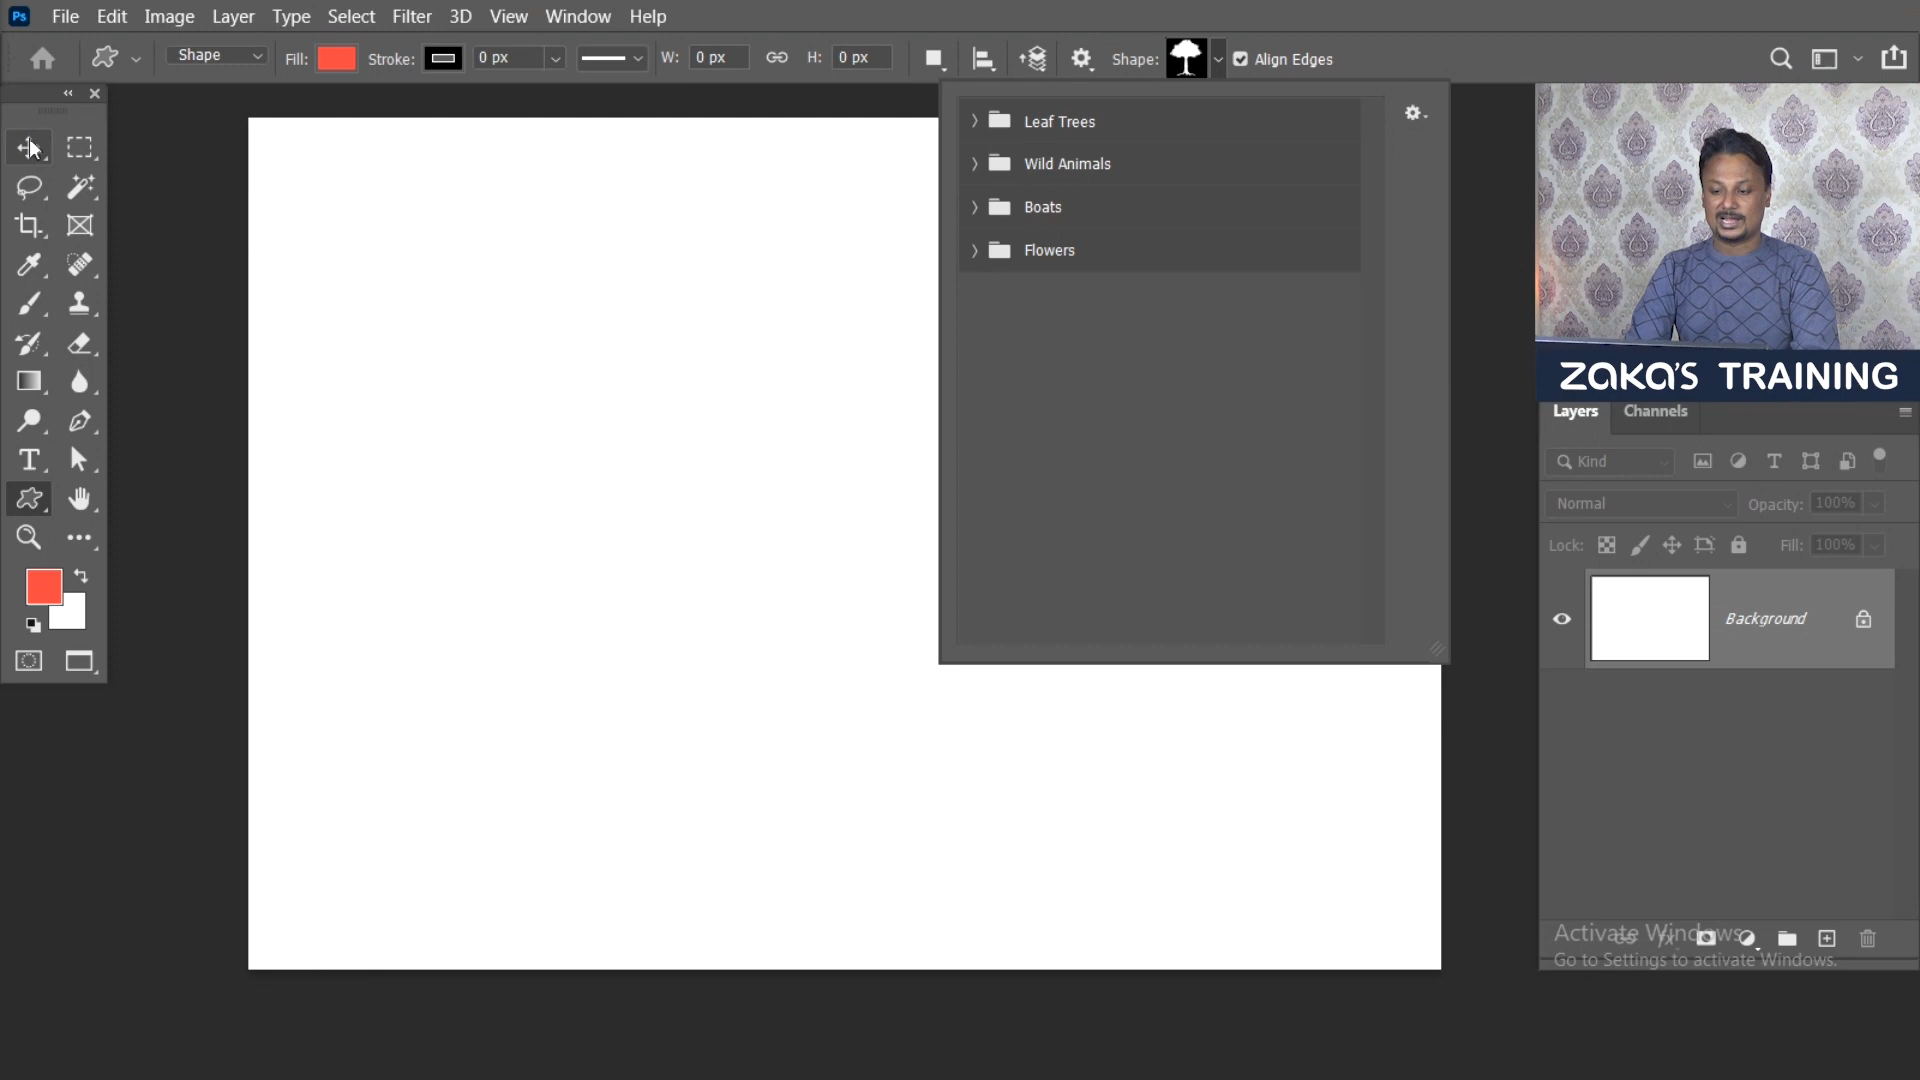 Ps File Edit Image Layer Type Select Filter 3D View Window Help
Shape Fill: Stroke: 0 px W: 0 px H: 0 px Shape: Align Edges
Leaf Trees
Wild Animals
Boats
Flowers
ZAKA'S TRAINING
Layers Channels
Kind
Normal Opacity: 100%
Lock: Fill: 100%
Background
Activate Windows
Go to Settings to activate Windows.